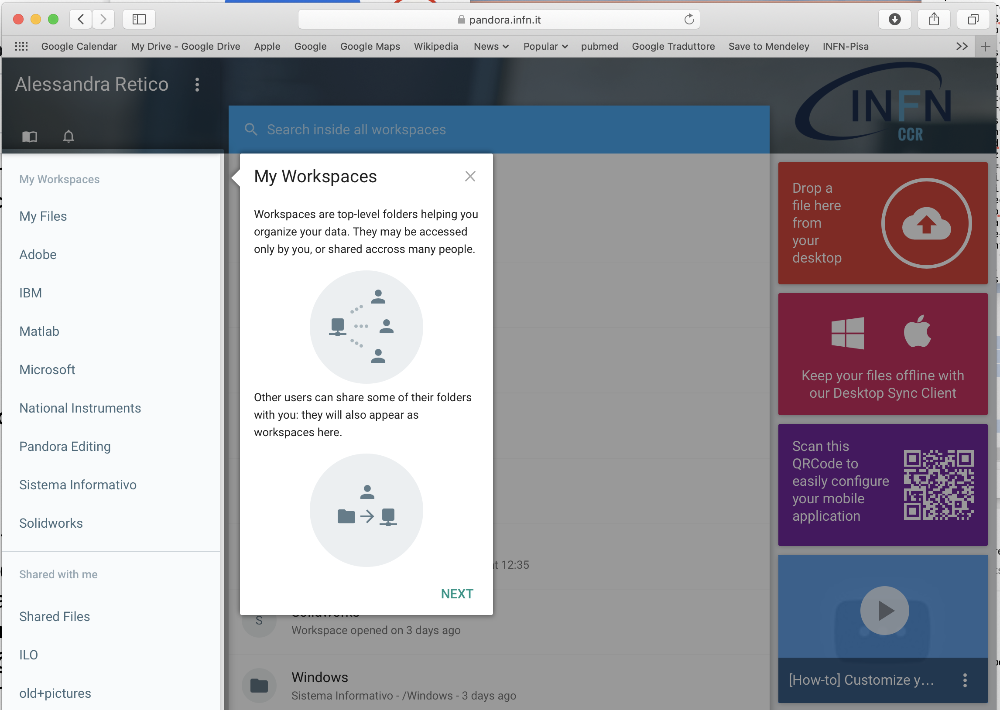 pandora.infn.it
Google Calendar My Drive - Google Drive Apple Google Google Maps Wikipedia News Popular pubmed Google Traduttore Save to Mendeley INFN-Pisa
Alessandra Retico
INFN
CCR
Search inside all workspaces
My Workspaces
My Files
Adobe
IBM
Matlab
Microsoft
National Instruments
Pandora Editing
Sistema Informativo
Solidworks
Shared with me
Shared Files
ILO
old+pictures
My Workspaces
Workspaces are top-level folders helping you
organize your data. They may be accessed
only by you, or shared accross many people.
Other users can share some of their folders
with you: they will also appear as
workspaces here.
NEXT
at 12:35
S
Solidworks
Workspace opened on 3 days ago
Windows
Sistema Informativo - /Windows - 3 days ago
Drop a
file here
from
your
desktop
Keep your files offline with
our Desktop Sync Client
Scan this
QRCode to
easily configure
your mobile
application
[How-to] Customize y...